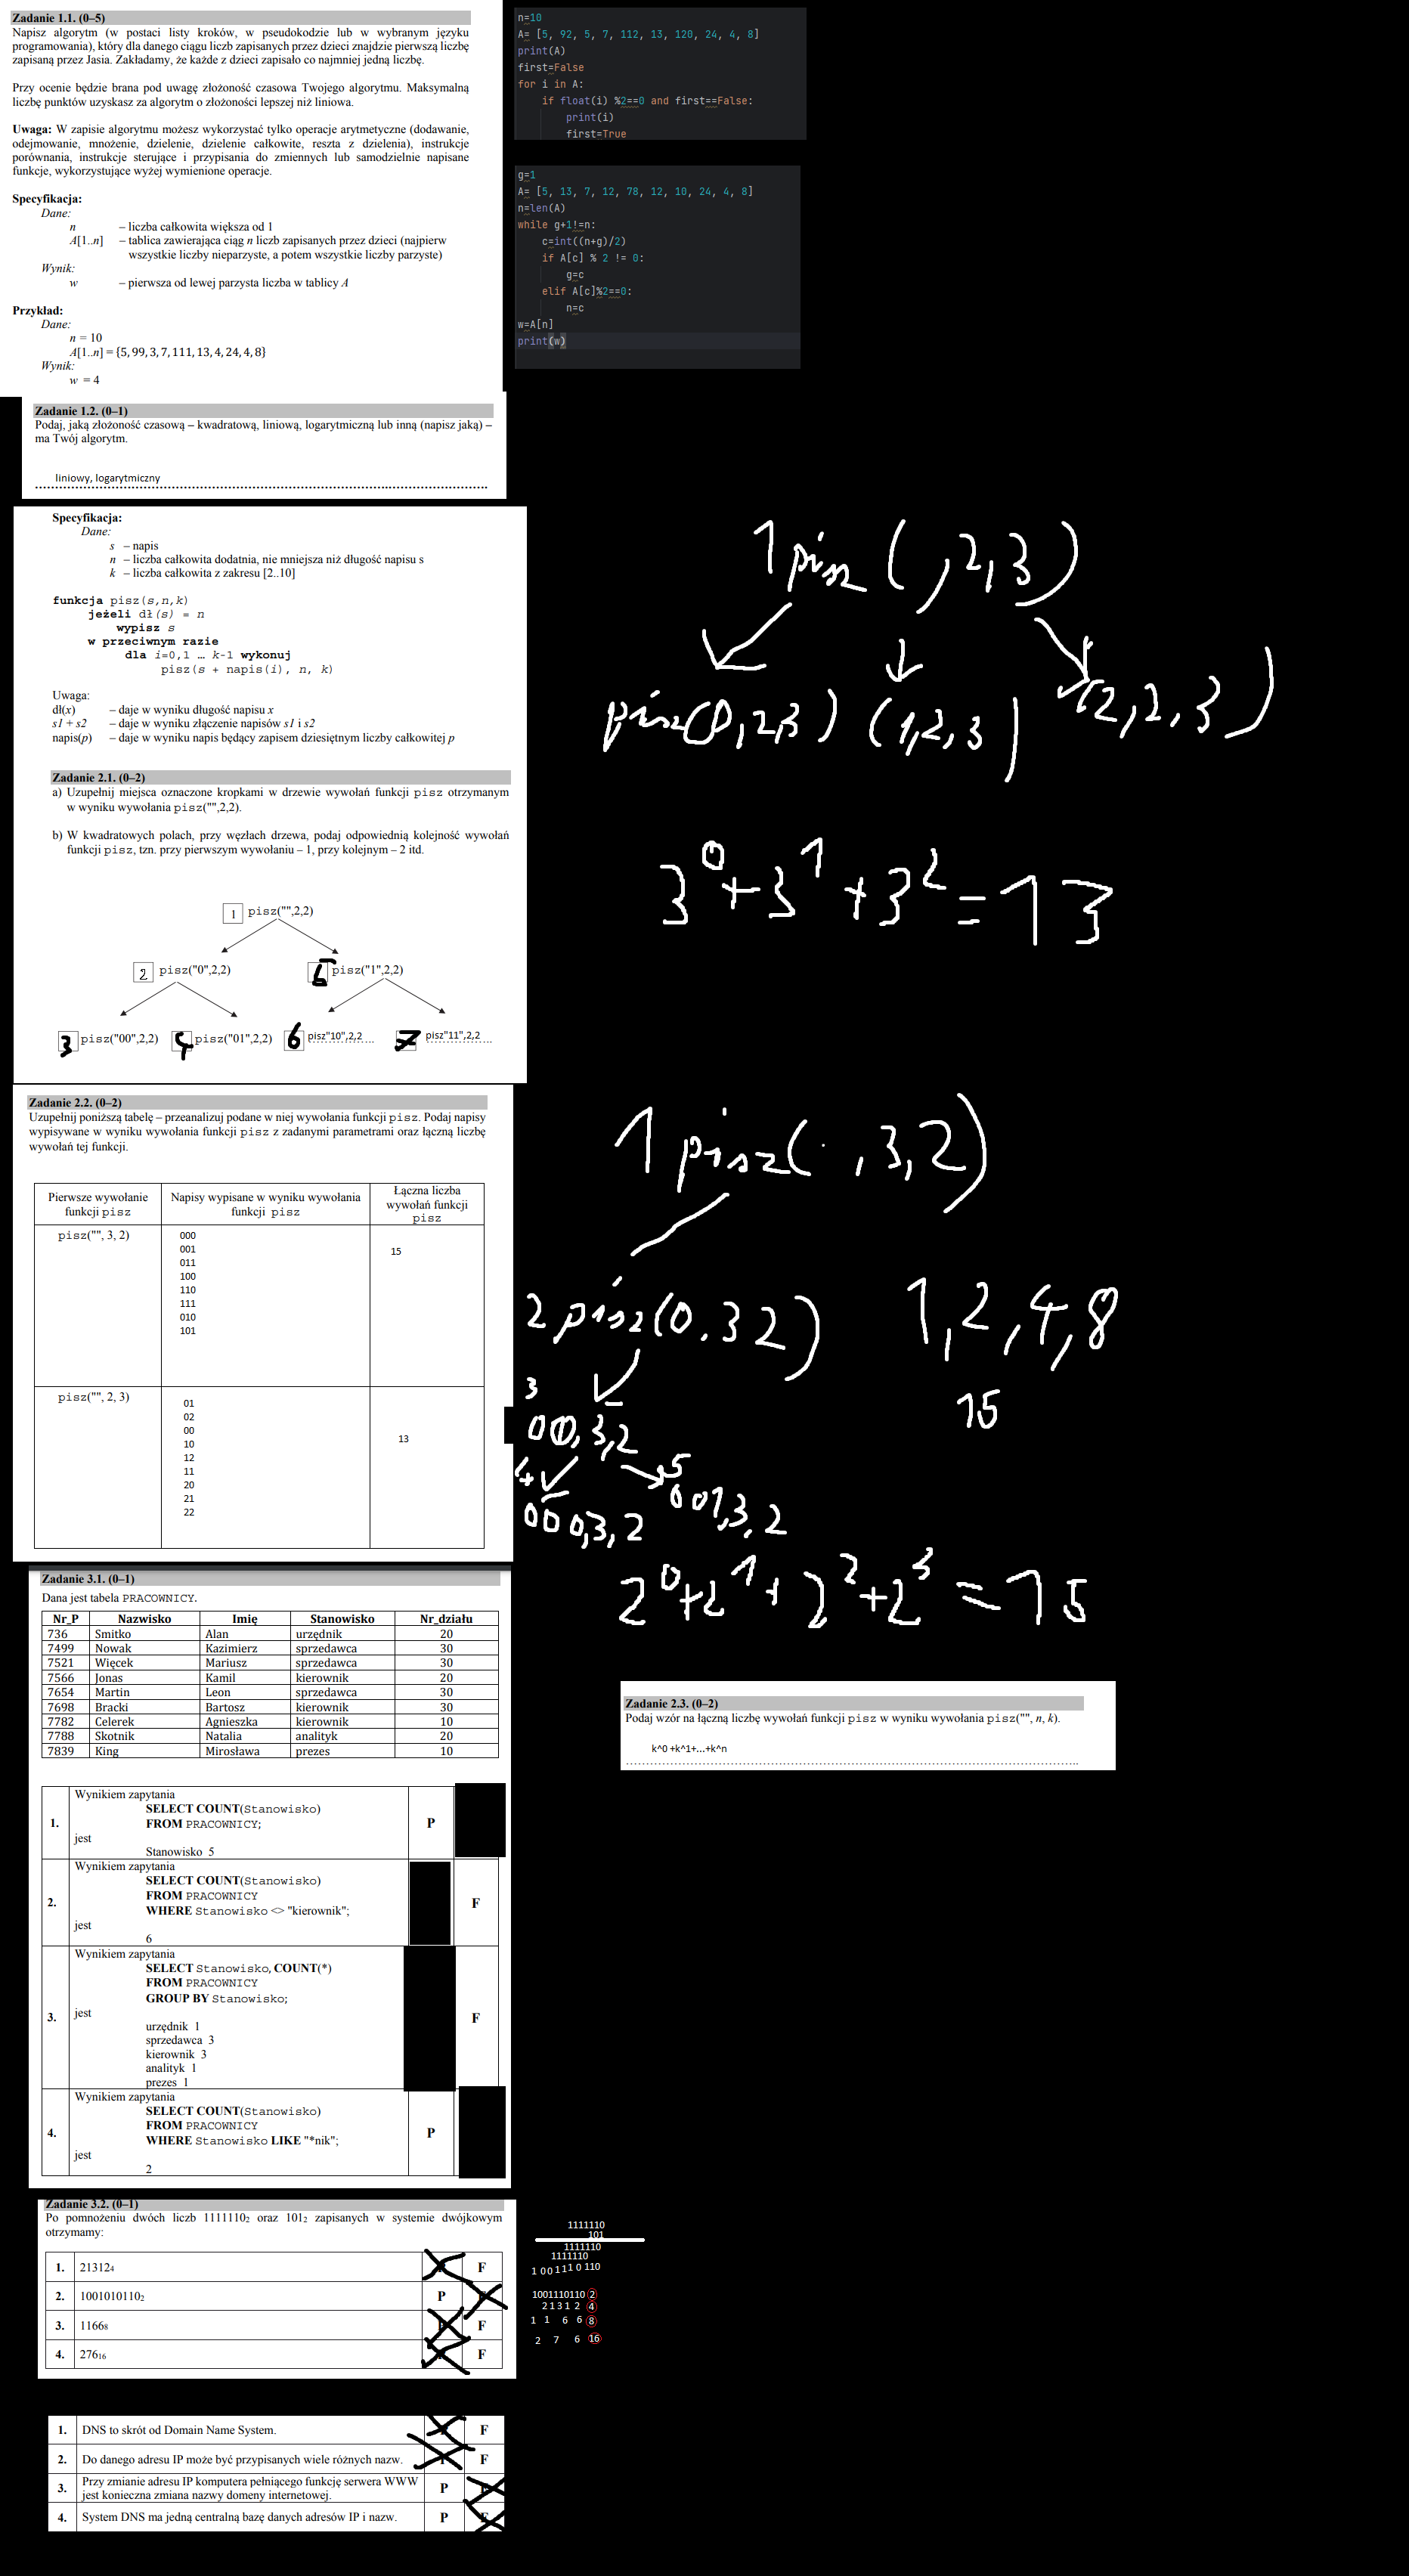 Zadanie 1.1. (0–5)
Napisz algorytm (w postaci listy kroków, w pseudokodzie lub w wybranym języku
programowania), który dla danego ciągu liczb zapisanych przez dzieci znajdzie pierwszą liczbę
zapisaną przez Jasia. Zakładamy, że każde z dzieci zapisało co najmniej jedną liczbę.
Przy ocenie będzie brana pod uwagę złożoność czasowa Twojego algorytmu. Maksymalną
liczbę punktów uzyskasz za algorytm o złożoności lepszej niż liniowa.
Uwaga: W zapisie algorytmu możesz wykorzystać tylko operacje arytmetyczne (dodawanie,
odejmowanie, mnożenie, dzielenie, dzielenie całkowite, reszta z dzielenia), instrukcje
porównania, instrukcje sterujące i przypisania do zmiennych lub samodzielnie napisane
funkcje, wykorzystujące wyżej wymienione operacje.
Specyfikacja:
Dane:
n – liczba całkowita większa od 1
A[1..n] – tablica zawierająca ciąg n liczb zapisanych przez dzieci (najpierw
wszystkie liczby nieparzyste, a potem wszystkie liczby parzyste)
Wynik:
w – pierwsza od lewej parzysta liczba w tablicy A
Przykład:
Dane:
n = 10
A[1..n] = {5, 99, 3, 7, 111, 13, 4, 24, 4, 8}
Wynik:
w = 4
n=10
A= [5, 92, 5, 7, 112, 13, 120, 24, 4, 8]
print(A)
first=False
for i in A:
if float(i) %2==0 and first==False:
print(i)
first=True
g=1
A= [5, 13, 7, 12, 78, 12, 10, 24, 4, 8]
n=len(A)
while g+1!=n:
c=int((n+g)/2)
if A[c] % 2 != 0:
g=c
elif A[c]%2==0:
n=c
w=A[n]
print(w)
Zadanie 1.2. (0–1)
Podaj, jaką złożoność czasową – kwadratową, liniową, logarytmiczną lub inną (napisz jaką) –
ma Twój algorytm.
liniowy, logarytmiczny
Specyfikacja:
Dane:
s – napis
n – liczba całkowita dodatnia, nie mniejsza niż długość napisu s
k – liczba całkowita z zakresu [2..10]
funkcja pisz(s,n,k)
jeżeli dł(s) = n
wypisz s
w przeciwnym razie
dla i=0,1 … k-1 wykonuj
pisz(s + napis(i), n, k)
Uwaga:
dł(x) – daje w wyniku długość napisu x
s1 + s2 – daje w wyniku złączenie napisów s1 i s2
napis(p) – daje w wyniku napis będący zapisem dziesiętnym liczby całkowitej p
1 pisz ( ,2,3)
pisz(0,2,3) (1,2,3) (2,2,3)
3^0+3^1+3^2=13
Zadanie 2.1. (0–2)
a) Uzupełnij miejsca oznaczone kropkami w drzewie wywołań funkcji pisz otrzymanym
w wyniku wywołania pisz("",2,2).
b) W kwadratowych polach, przy węzłach drzewa, podaj odpowiednią kolejność wywołań
funkcji pisz, tzn. przy pierwszym wywołaniu – 1, przy kolejnym – 2 itd.
1 pisz("",2,2)
2 pisz("0",2,2) 5 pisz("1",2,2)
3 pisz("00",2,2) 4 pisz("01",2,2) 6 pisz"10",2,2 7 pisz"11",2,2
Zadanie 2.2. (0–2)
Uzupełnij poniższą tabelę – przeanalizuj podane w niej wywołania funkcji pisz. Podaj napisy
wypisywane w wyniku wywołania funkcji pisz z zadanymi parametrami oraz łączną liczbę
wywołań tej funkcji.
Pierwsze wywołanie
funkcji pisz
Napisy wypisane w wyniku wywołania
funkcji pisz
Łączna liczba
wywołań funkcji
pisz
pisz("", 3, 2)
000
001
011
100
110
111
010
101
15
pisz("", 2, 3)
01
02
00
10
12
11
20
21
22
13
1 pisz( ,3,2)
2 pisz(0,32)
1,2,4,8
15
3
00,3,2
4 5
000,3,2 001,3,2
2^0+2^1+2^2+2^3=15
Zadanie 2.3. (0–2)
Podaj wzór na łączną liczbę wywołań funkcji pisz w wyniku wywołania pisz("", n, k).
k^0 +k^1+...+k^n
Zadanie 3.1. (0–1)
Dana jest tabela PRACOWNICY.
Nr_P Nazwisko Imię Stanowisko Nr_działu
736 Smitko Alan urzędnik 20
7499 Nowak Kazimierz sprzedawca 30
7521 Więcek Mariusz sprzedawca 30
7566 Jonas Kamil kierownik 20
7654 Martin Leon sprzedawca 30
7698 Bracki Bartosz kierownik 30
7782 Celerek Agnieszka kierownik 10
7788 Skotnik Natalia analityk 20
7839 King Mirosława prezes 10
1.
Wynikiem zapytania
SELECT COUNT(Stanowisko)
FROM PRACOWNICY;
jest
Stanowisko 5
P
2.
Wynikiem zapytania
SELECT COUNT(Stanowisko)
FROM PRACOWNICY
WHERE Stanowisko <> "kierownik";
jest
6
F
3.
Wynikiem zapytania
SELECT Stanowisko, COUNT(*)
FROM PRACOWNICY
GROUP BY Stanowisko;
jest
urzędnik 1
sprzedawca 3
kierownik 3
analityk 1
prezes 1
F
4.
Wynikiem zapytania
SELECT COUNT(Stanowisko)
FROM PRACOWNICY
WHERE Stanowisko LIKE "*nik";
jest
2
P
Zadanie 3.2. (0–1)
Po pomnożeniu dwóch liczb 1111110₂ oraz 101₂ zapisanych w systemie dwójkowym
otrzymamy:
1. 21312₄ F
2. 1001010110₂ P
3. 1166₈ F
4. 276₁₆ F
1111110
101
1111110
1111110
1001110110
1001110110 2
21312 4
1 1 6 6 8
2 7 6 16
1. DNS to skrót od Domain Name System. F
2. Do danego adresu IP może być przypisanych wiele różnych nazw. F
3. Przy zmianie adresu IP komputera pełniącego funkcję serwera WWW
jest konieczna zmiana nazwy domeny internetowej. P
4. System DNS ma jedną centralną bazę danych adresów IP i nazw. P